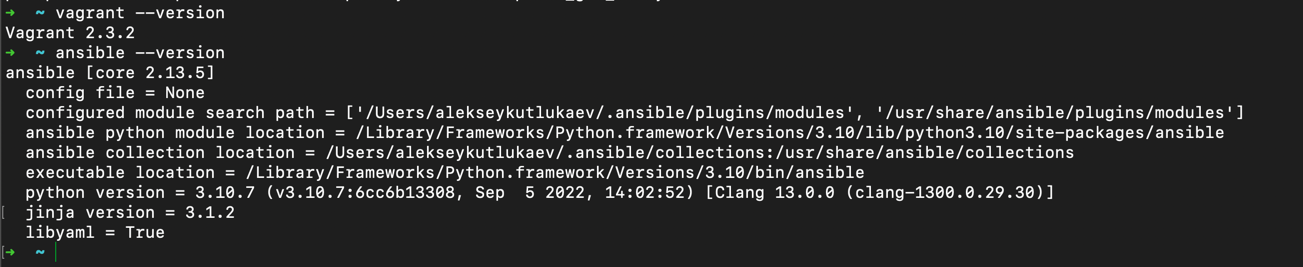 ➜  ~ vagrant --version
Vagrant 2.3.2
➜  ~ ansible --version
ansible [core 2.13.5]
  config file = None
  configured module search path = ['/Users/alekseykutlukaev/.ansible/plugins/modules', '/usr/share/ansible/plugins/modules']
  ansible python module location = /Library/Frameworks/Python.framework/Versions/3.10/lib/python3.10/site-packages/ansible
  ansible collection location = /Users/alekseykutlukaev/.ansible/collections:/usr/share/ansible/collections
  executable location = /Library/Frameworks/Python.framework/Versions/3.10/bin/ansible
  python version = 3.10.7 (v3.10.7:6cc6b13308, Sep  5 2022, 14:02:52) [Clang 13.0.0 (clang-1300.0.29.30)]
  jinja version = 3.1.2
  libyaml = True
➜  ~